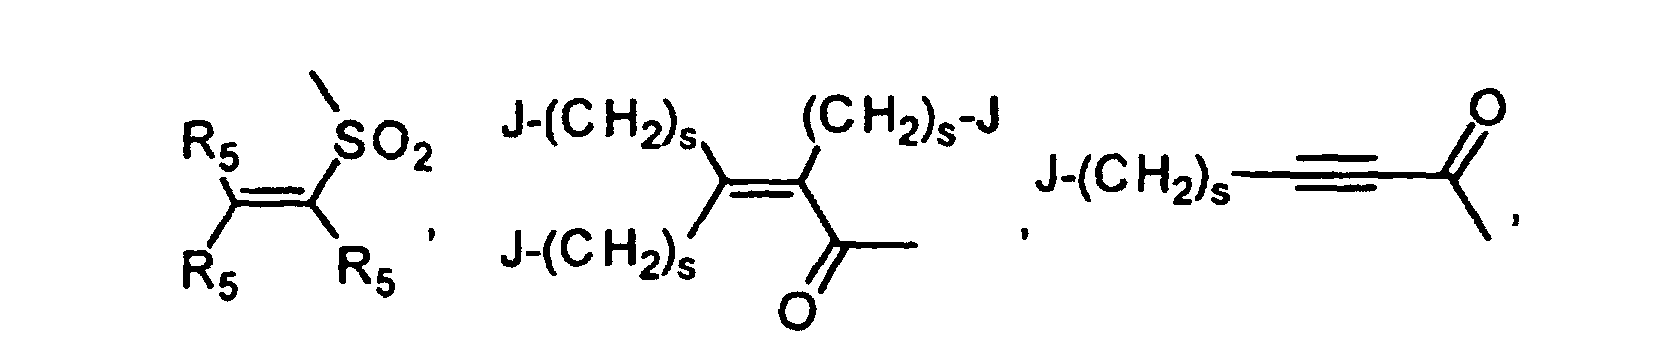 R5 SO2 R5 R5 ,
J-(CH2)s (CH2)s-J J-(CH2)s O ,
J-(CH2)s O ,